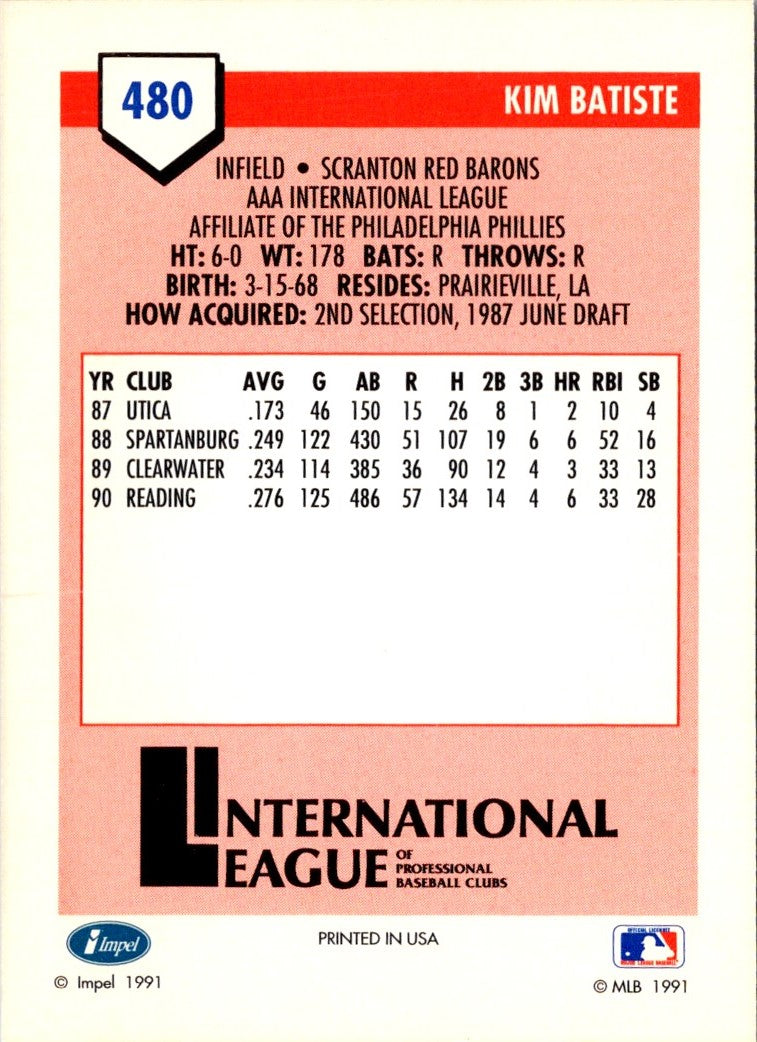 480
KIM BATISTE
INFIELD • SCRANTON RED BARONS
AAA INTERNATIONAL LEAGUE
AFFILIATE OF THE PHILADELPHIA PHILLIES
HT: 6-0 WT: 178 BATS: R THROWS: R
BIRTH: 3-15-68 RESIDES: PRAIRIEVILLE, LA
HOW ACQUIRED: 2ND SELECTION, 1987 JUNE DRAFT
YR CLUB AVG G AB R H 2B 3B HR RBI SB
87 UTICA .173 46 150 15 26 8 1 2 10 4
88 SPARTANBURG .249 122 430 51 107 19 6 6 52 16
89 CLEARWATER .234 114 385 36 90 12 4 3 33 13
90 READING .276 125 486 57 134 14 4 6 33 28
INTERNATIONAL
LEAGUE
OF
PROFESSIONAL
BASEBALL CLUBS
Impel
© Impel 1991
PRINTED IN USA
OFFICIAL LICENSEE
MAJOR LEAGUE BASEBALL
© MLB 1991